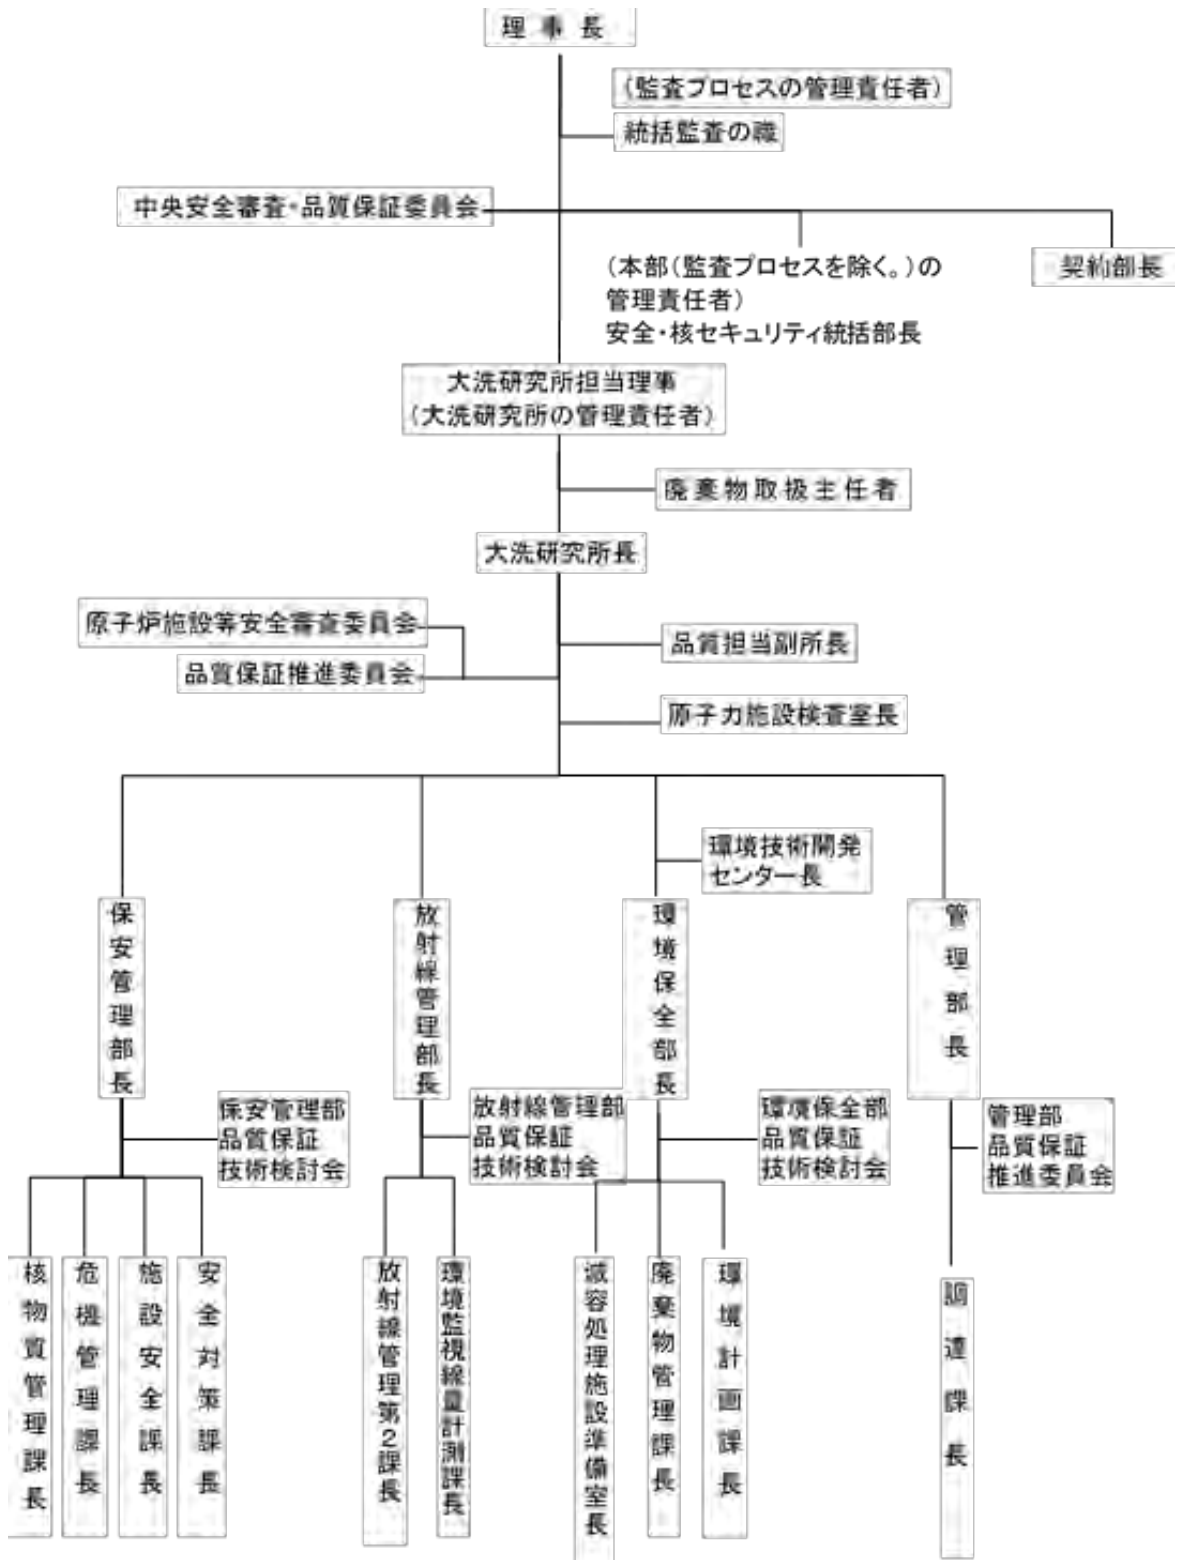 理事長
（監査プロセスの管理責任者）
統括監査の職
中央安全審査・品質保証委員会
（本部（監査プロセスを除く。）の
管理責任者）
安全・核セキュリティ統括部長
契約部長
大洗研究所担当理事
（大洗研究所の管理責任者）
廃棄物取扱主任者
大洗研究所長
原子炉施設等安全審査委員会
品質保証推進委員会
品質担当副所長
原子力施設検査室長
環境技術開発
センター長
保安管理部長
放射線管理部長
環境保全部長
管理部長
保安管理部
品質保証
技術検討会
放射線管理部
品質保証
技術検討会
環境保全部
品質保証
技術検討会
管理部
品質保証
推進委員会
核物質管理課長
危機管理課長
施設安全課長
安全対策課長
放射線管理第2課長
環境監視線量計測課長
減容処理施設準備室長
廃棄物管理課長
環境計画課長
調達課長